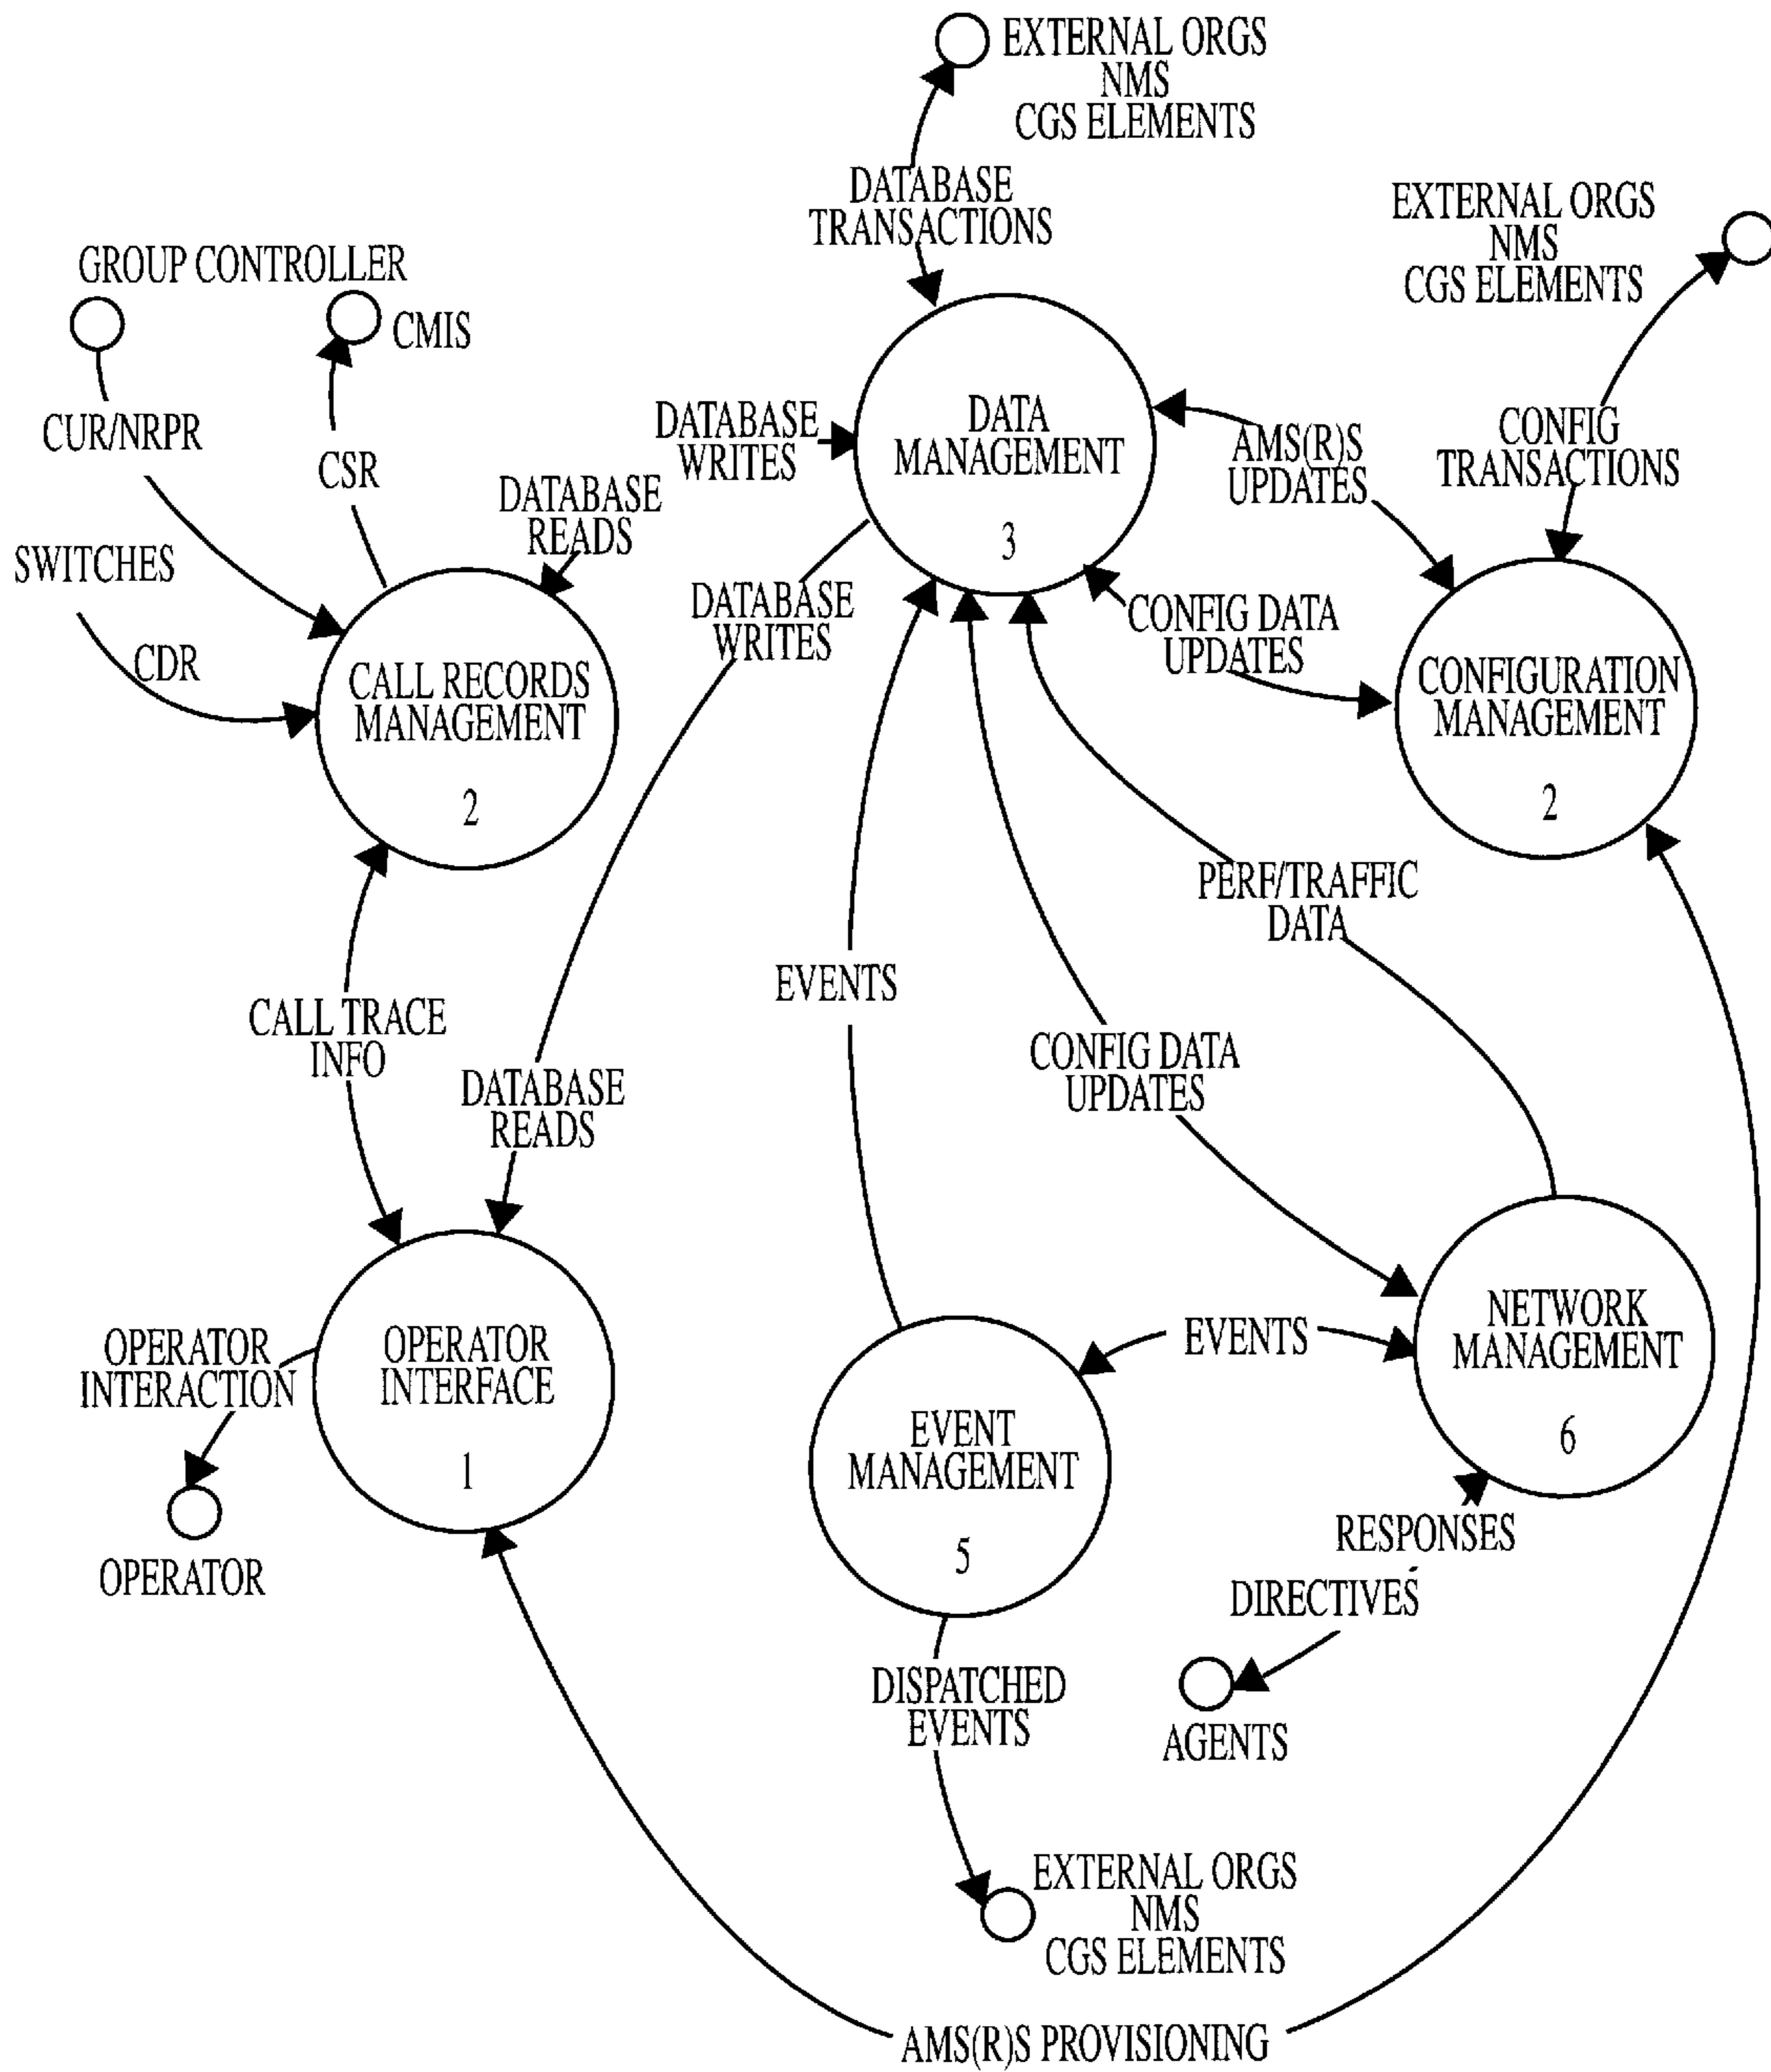 EXTERNAL ORGS
NMS
CGS ELEMENTS
DATABASE
TRANSACTIONS
EXTERNAL ORGS
NMS
CGS ELEMENTS
GROUP CONTROLLER
CMIS
CUR/NRPR
CSR
DATABASE
WRITES
DATA
MANAGEMENT
3
AMS(R)S
UPDATES
CONFIG
TRANSACTIONS
DATABASE
READS
SWITCHES
CDR
DATABASE
WRITES
CONFIG DATA
UPDATES
CALL RECORDS
MANAGEMENT
2
CONFIGURATION
MANAGEMENT
2
PERF/TRAFFIC
DATA
EVENTS
CALL TRACE
INFO
CONFIG DATA
UPDATES
DATABASE
READS
OPERATOR
INTERACTION
OPERATOR
INTERFACE
1
EVENTS
NETWORK
MANAGEMENT
6
EVENT
MANAGEMENT
5
OPERATOR
RESPONSES
DIRECTIVES
DISPATCHED
EVENTS
AGENTS
EXTERNAL ORGS
NMS
CGS ELEMENTS
AMS(R)S PROVISIONING